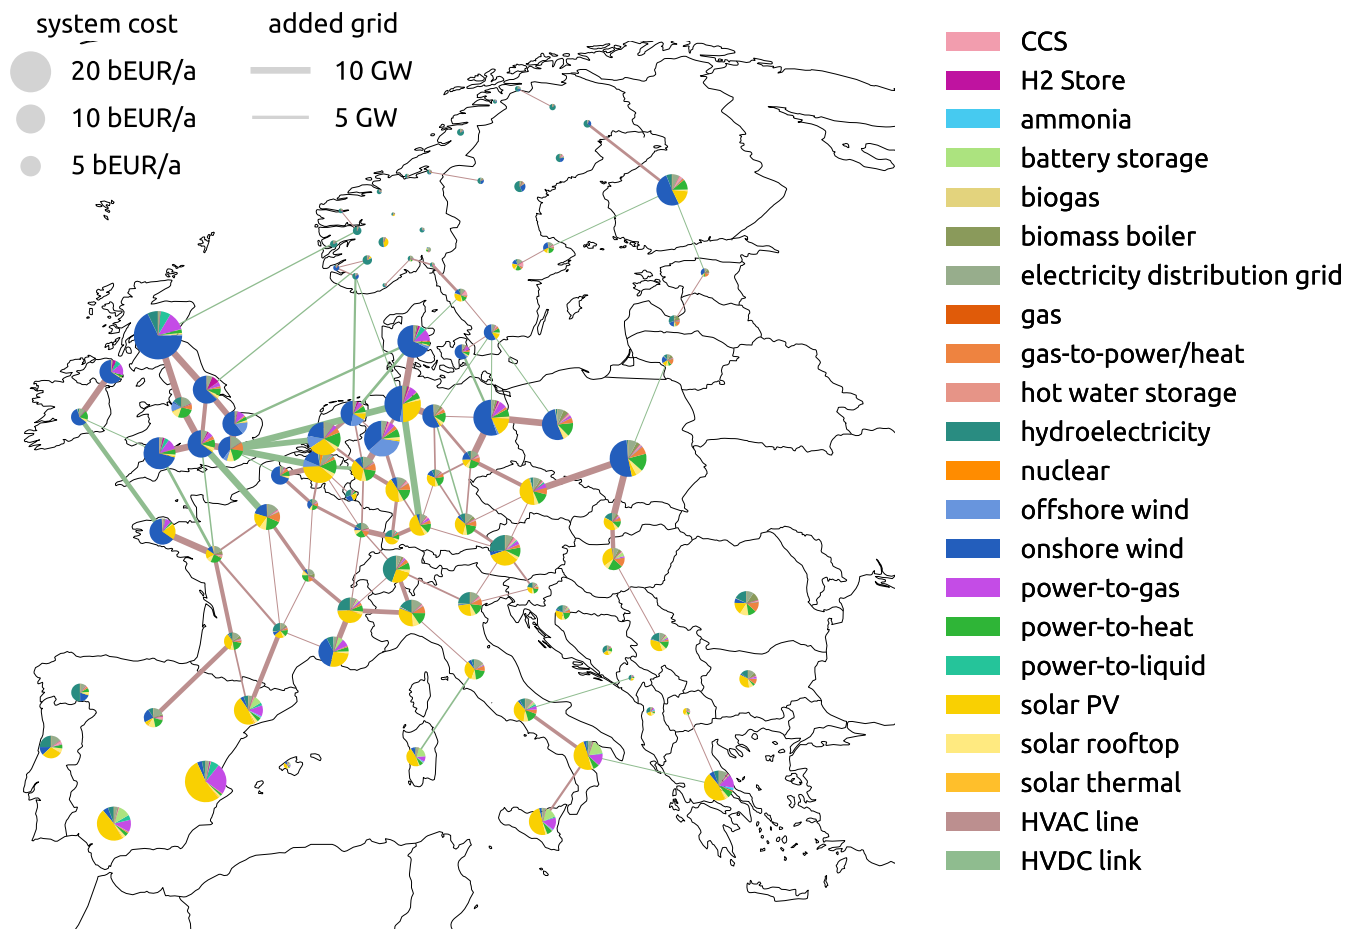 system cost
20 bEUR/a
10 bEUR/a
5 bEUR/a
added grid
10 GW
5 GW
CCS
H2 Store
ammonia
battery storage
biogas
biomass boiler
electricity distribution grid
gas
gas-to-power/heat
hot water storage
hydroelectricity
nuclear
offshore wind
onshore wind
power-to-gas
power-to-heat
power-to-liquid
solar PV
solar rooftop
solar thermal
HVAC line
HVDC link